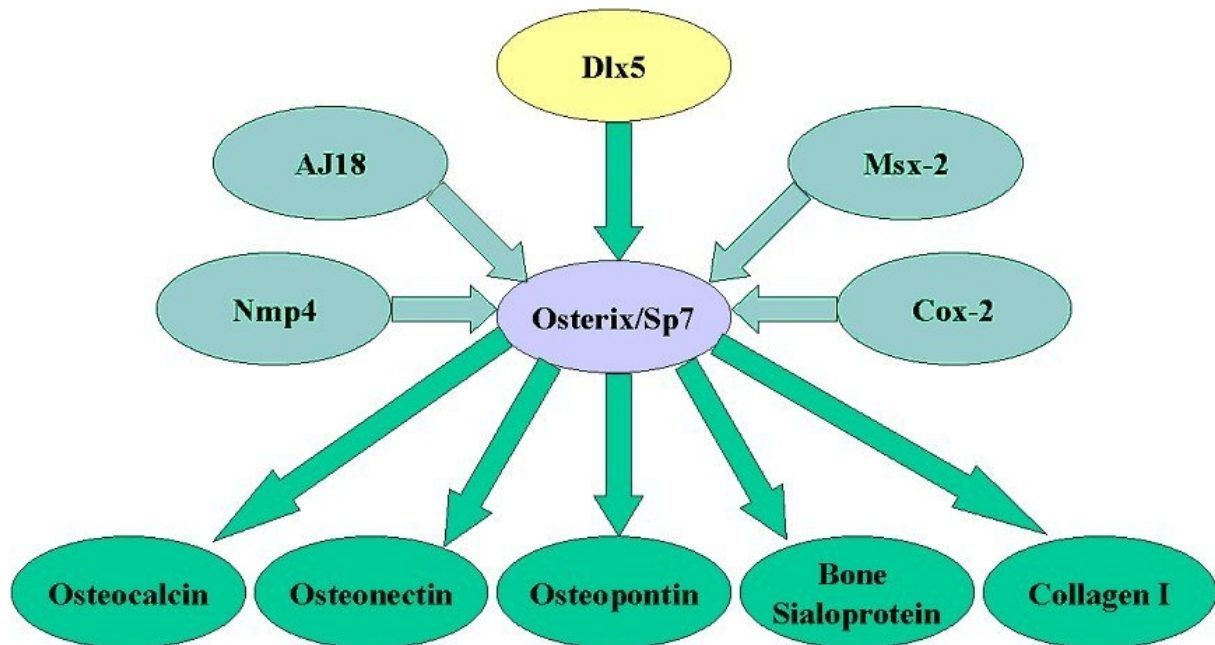 Dlx5
AJ18
Msx-2
Nmp4
Osterix/Sp7
Cox-2
Osteocalcin
Osteonectin
Osteopontin
Bone
Sialoprotein
Collagen I